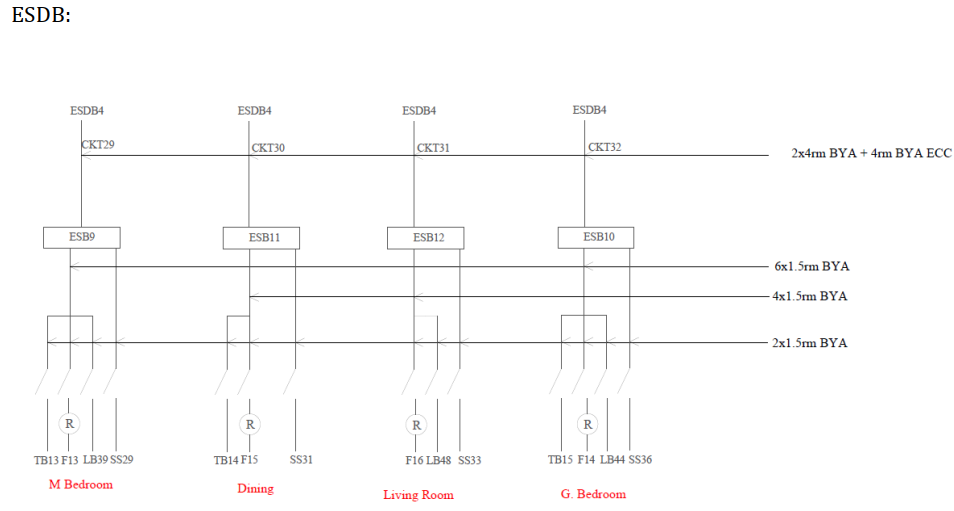 ESDB:
ESDB4 ESDB4 ESDB4 ESDB4
CKT29 CKT30 CKT31 CKT32
2x4rm BYA + 4rm BYA ECC
ESB9 ESB11 ESB12 ESB10
6x1.5rm BYA
4x1.5rm BYA
2x1.5rm BYA
R R R R
TB13 F13 LB39 SS29 TB14 F15 SS31 F16 LB48 SS33 TB15 F14 LB44 SS36
M Bedroom Dining Living Room G. Bedroom